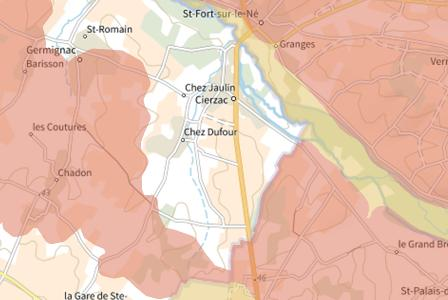 St-Fort-sur-le-Né
St-Romain
Granges
Germignac
Barisson
Chez Jaulin
Cierzac
les Coutures
Chez Dufour
Chadon
43
le Grand Br
46
St-Palais-d
la Gare de Ste-